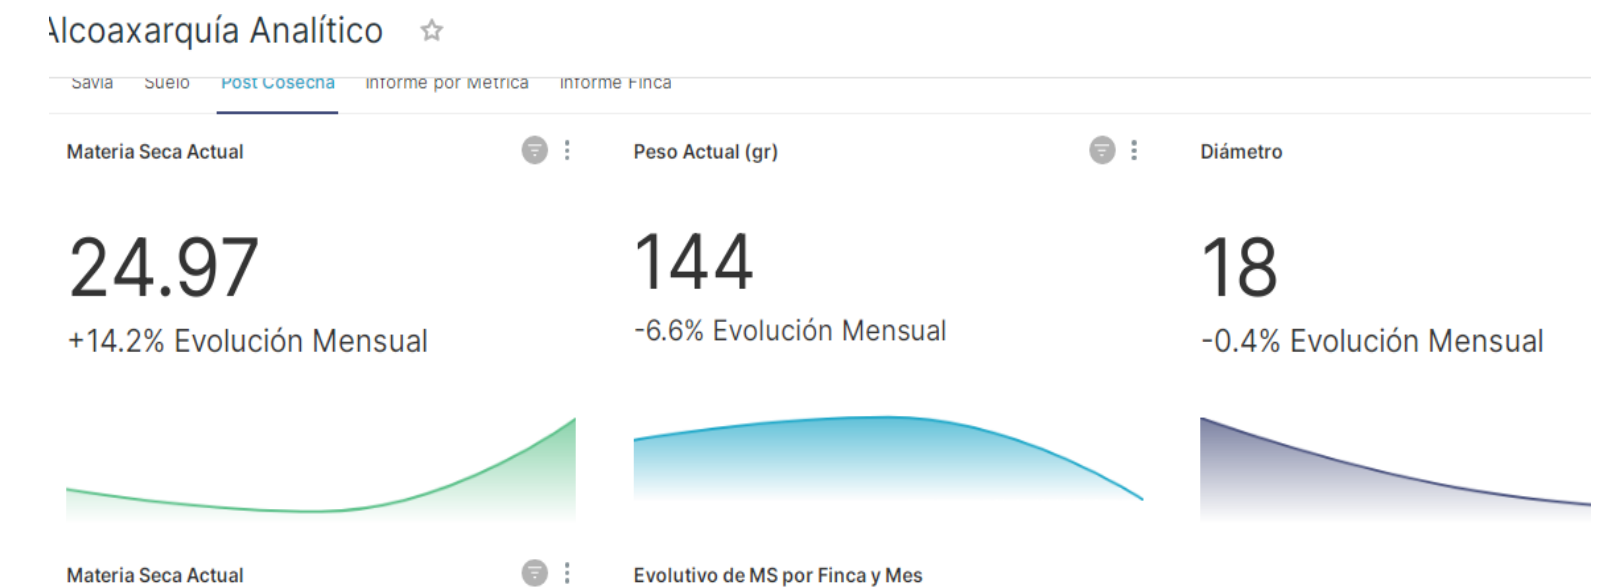 Alcoaxarquía Analítico
Savia Suelo Post Cosecha Informe por Metrica Informe Finca
Materia Seca Actual
Peso Actual (gr)
Diámetro
24.97
144
18
+14.2% Evolución Mensual
-6.6% Evolución Mensual
-0.4% Evolución Mensual
Materia Seca Actual
Evolutivo de MS por Finca y Mes